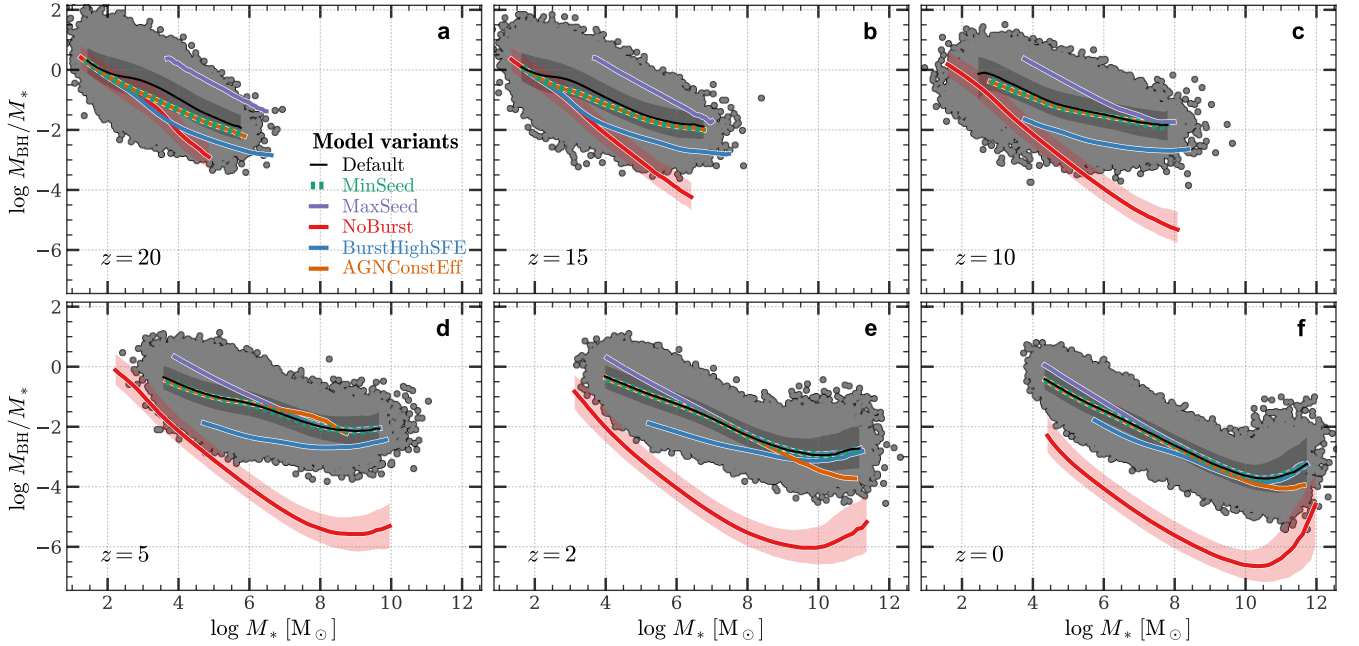 a
b
c
2
0
−2
−4
−6
log M_BH/M_*
Model variants
Default
MinSeed
MaxSeed
NoBurst
BurstHighSFE
AGNConstEff
z = 20
z = 15
z = 10
d
e
f
2
0
−2
−4
−6
log M_BH/M_*
z = 5
z = 2
z = 0
2 4 6 8 10 12
2 4 6 8 10 12
2 4 6 8 10 12
log M_* [M_⊙]
log M_* [M_⊙]
log M_* [M_⊙]